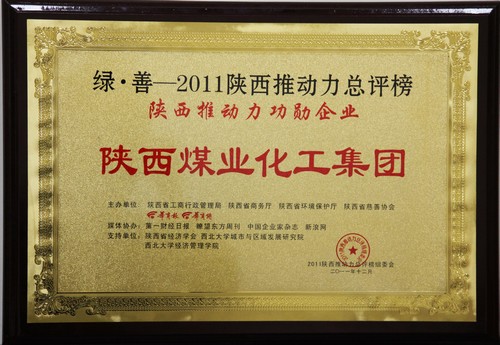 绿·善—2011陕西推动力总评榜
陕西推动力功勋企业
陕西煤业化工集团
主办单位: 陕西省工商行政管理局 陕西省商务厅 陕西省环境保护厅 陕西省慈善协会
华商报 华商网
媒体协办: 第一财经日报 瞭望东方周刊 中国企业家杂志 新浪网
支持单位: 陕西省经济学会 西北大学城市与区域发展研究院
西北大学经济管理学院
2011陕西推动力总评榜组委会
二〇一一年十二月